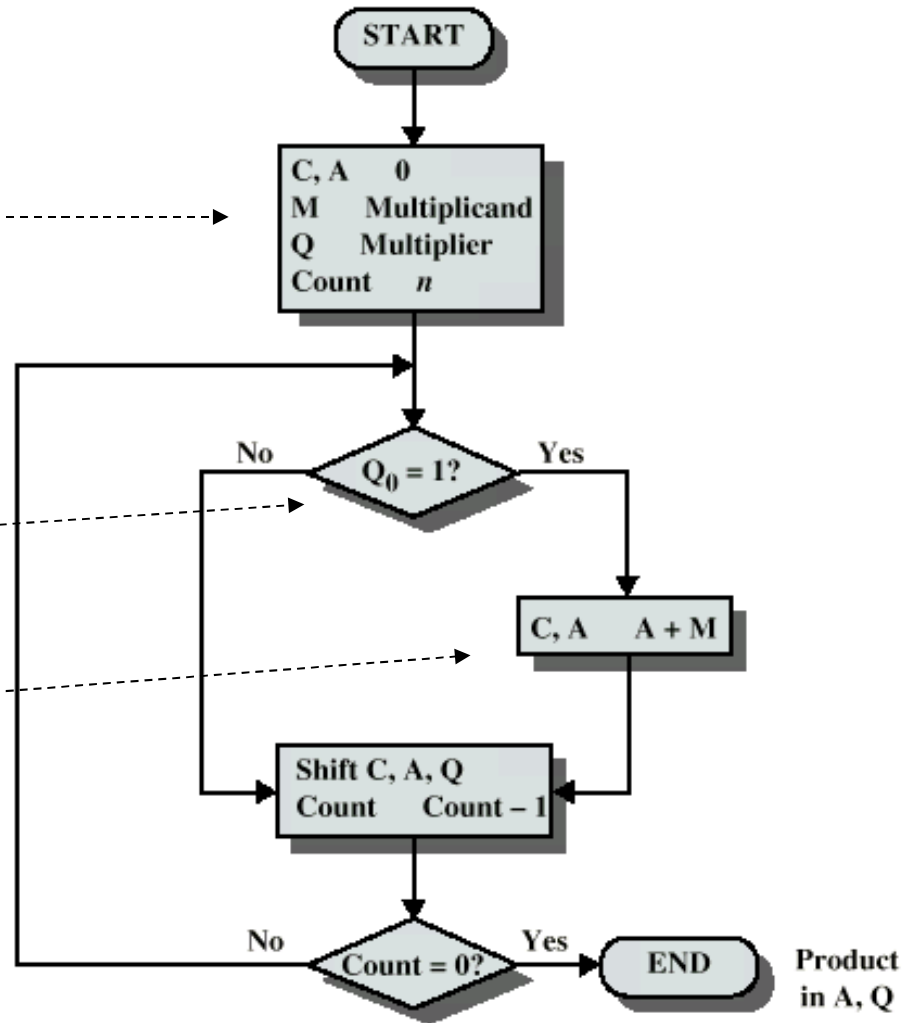 START
C, A 0
M Multiplicand
Q Multiplier
Count n
No
Q0 = 1?
Yes
C, A A + M
Shift C, A, Q
Count Count – 1
No
Count = 0?
Yes
END
Product
in A, Q